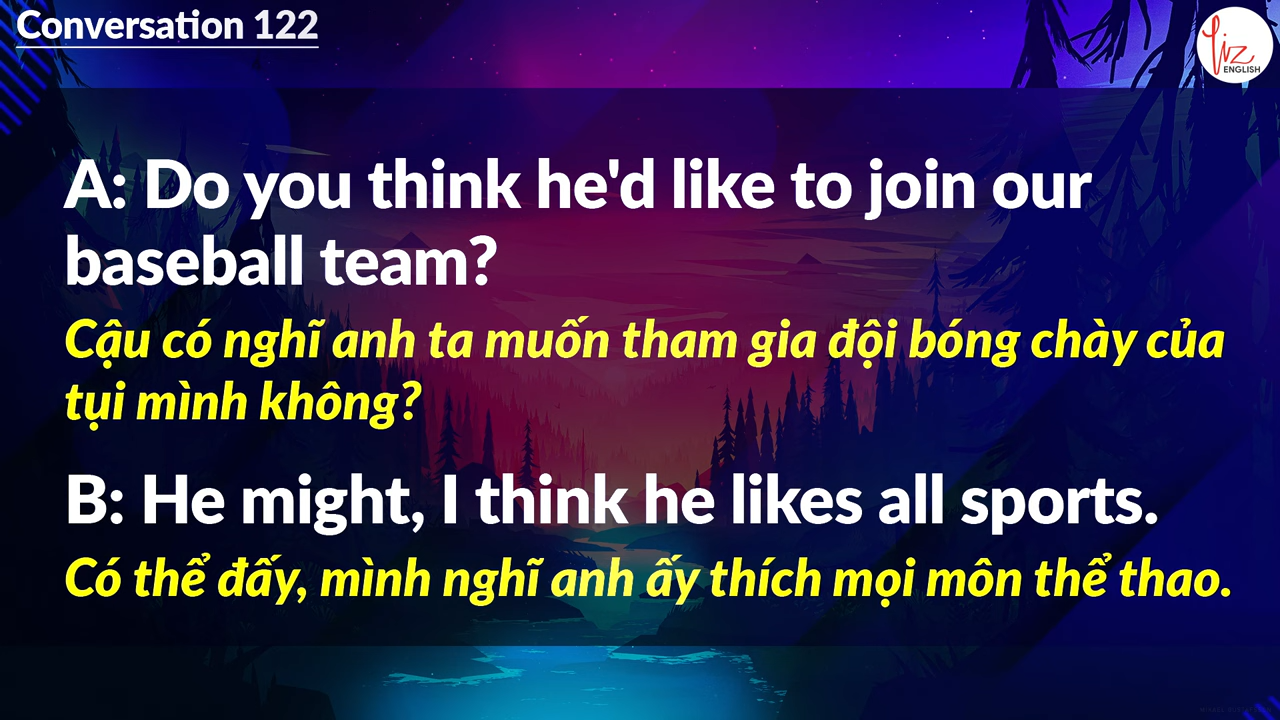 Conversation 122
Liz
ENGLISH
A: Do you think he'd like to join our
baseball team?
Cậu có nghĩ anh ta muốn tham gia đội bóng chày của
tụi mình không?
B: He might, I think he likes all sports.
Có thể đấy, mình nghĩ anh ấy thích mọi môn thể thao.